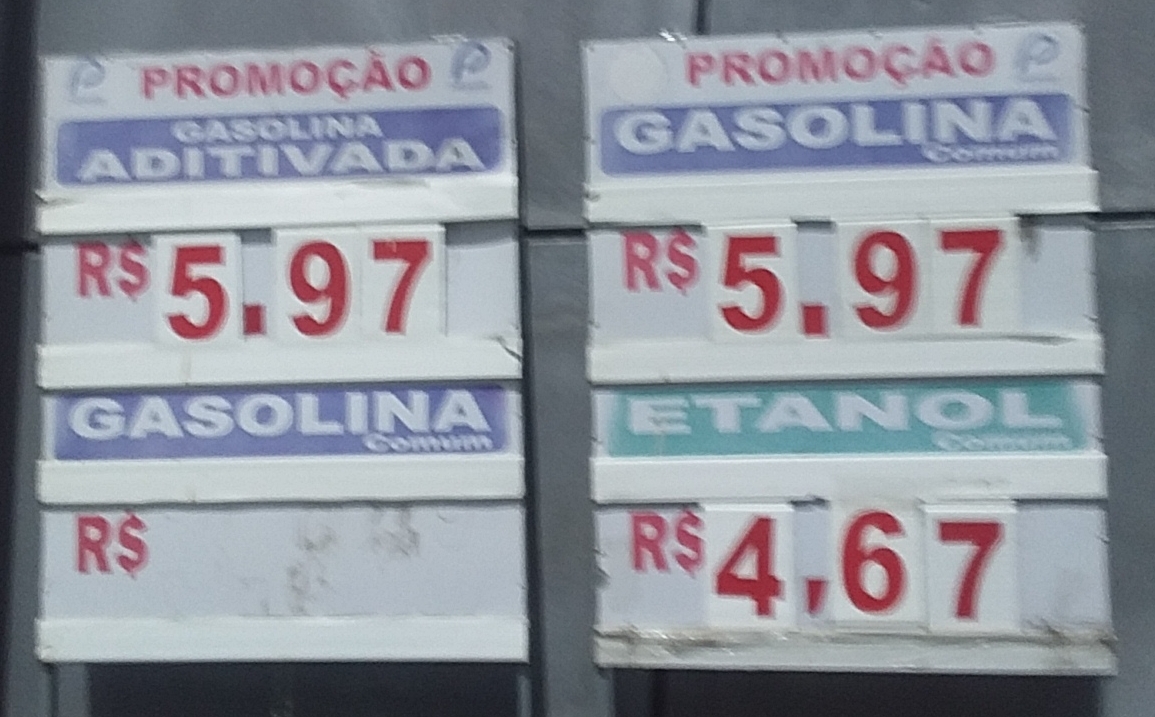 PROMOÇÃO
GASOLINA
ADITIVADA
R$ 5.97
GASOLINA
Comum
R$
PROMOÇÃO
GASOLINA
Comum
R$ 5.97
ETANOL
Comum
R$ 4,67